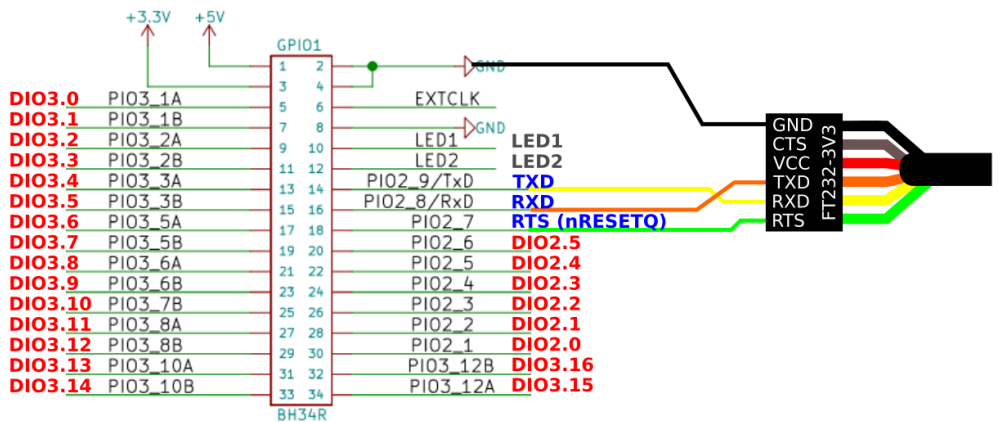 +3.3V +5V
GPIO1
1 2 GND
3 4
DIO3.0 PIO3_1A 5 6 EXTCLK
DIO3.1 PIO3_1B 7 8 GND
DIO3.2 PIO3_2A 9 10 LED1 LED1
DIO3.3 PIO3_2B 11 12 LED2 LED2
DIO3.4 PIO3_3A 13 14 PIO2_9/TxD TXD
DIO3.5 PIO3_3B 15 16 PIO2_8/RxD RXD
DIO3.6 PIO3_5A 17 18 PIO2_7 RTS (nRESETQ)
DIO3.7 PIO3_5B 19 20 PIO2_6 DIO2.5
DIO3.8 PIO3_6A 21 22 PIO2_5 DIO2.4
DIO3.9 PIO3_6B 23 24 PIO2_4 DIO2.3
DIO3.10 PIO3_7B 25 26 PIO2_3 DIO2.2
DIO3.11 PIO3_8A 27 28 PIO2_2 DIO2.1
DIO3.12 PIO3_8B 29 30 PIO2_1 DIO2.0
DIO3.13 PIO3_10A 31 32 PIO3_12B DIO3.16
DIO3.14 PIO3_10B 33 34 PIO3_12A DIO3.15
BH34R
GND
CTS
VCC
TXD
RXD
RTS
FT232-3V3